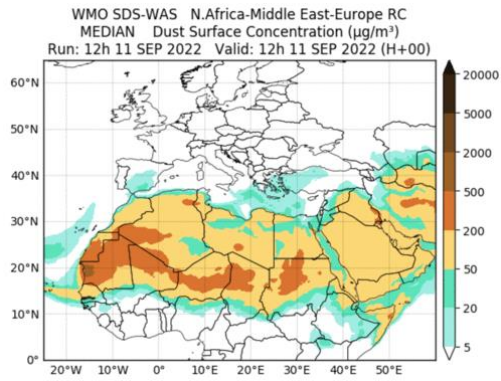 WMO SDS-WAS N.Africa-Middle East-Europe RC
MEDIAN Dust Surface Concentration (µg/m³)
Run: 12h 11 SEP 2022 Valid: 12h 11 SEP 2022 (H+00)
60°N
50°N
40°N
30°N
20°N
10°N
0°
20°W
10°W
0°
10°E
20°E
30°E
40°E
50°E
20000
5000
2000
500
200
50
20
5